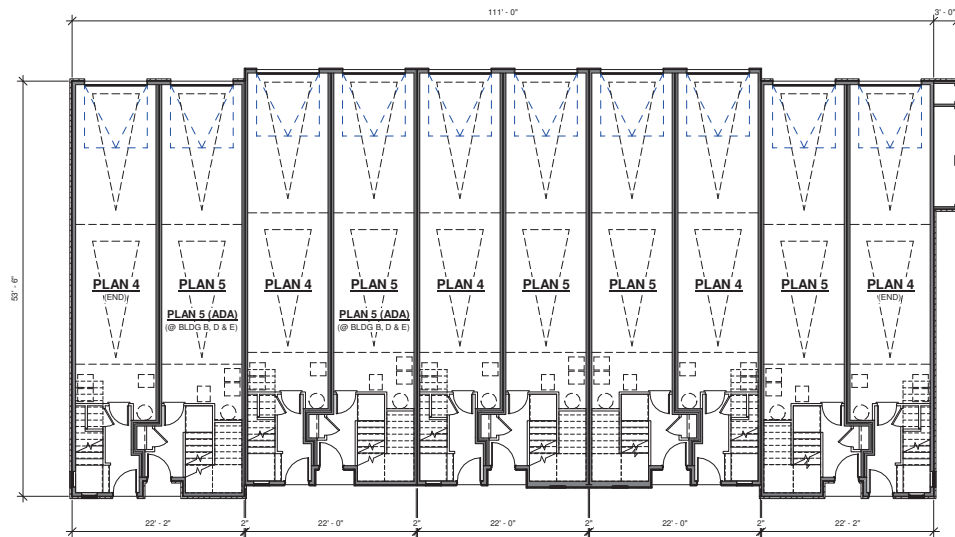 111' - 0"
3' - 0"
53' - 6"
PLAN 4
(END)
PLAN 5
PLAN 5 (ADA)
(@ BLDG B, D & E)
PLAN 4
PLAN 5
PLAN 5 (ADA)
(@ BLDG B, D & E)
PLAN 4
PLAN 5
PLAN 5
PLAN 4
PLAN 5
PLAN 4
(END)
22' - 2"
2"
22' - 0"
2"
22' - 0"
2"
22' - 0"
2"
22' - 2"